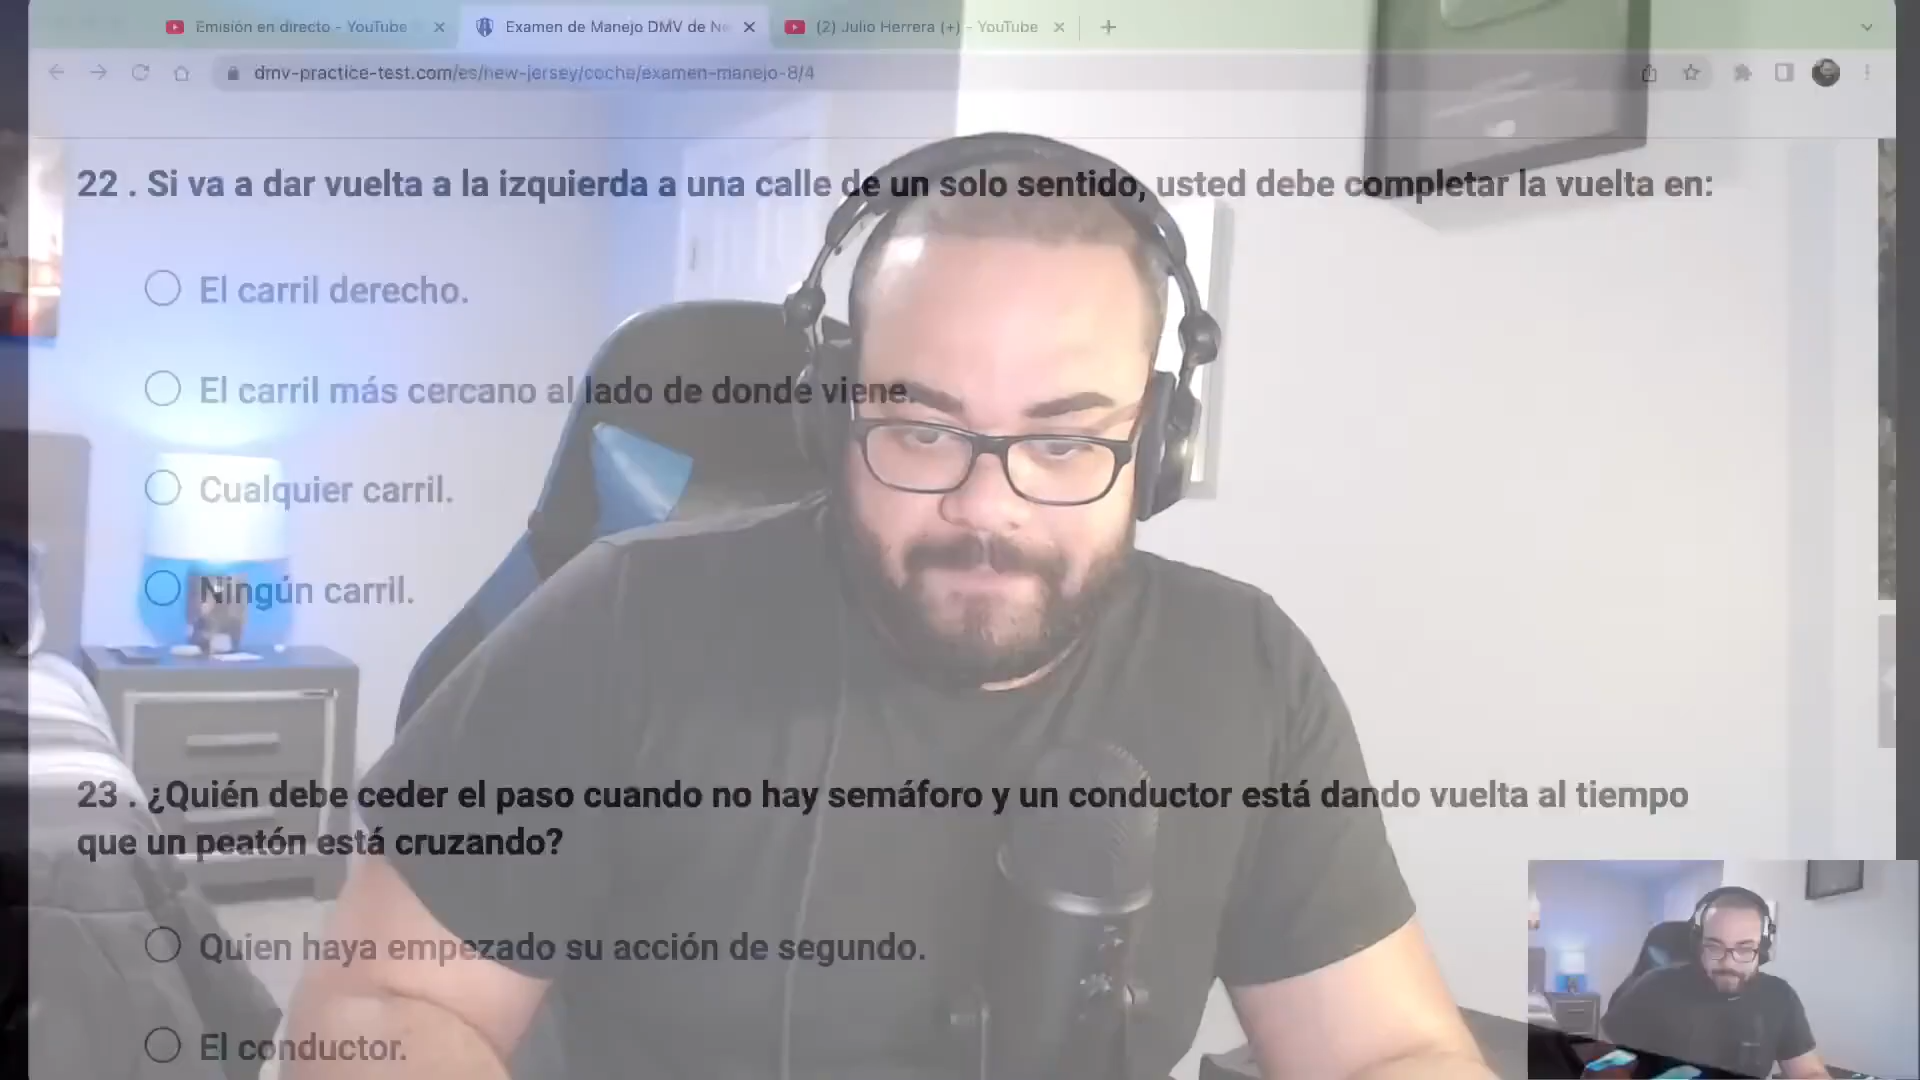 Emisión en directo - YouTube
Examen de Manejo DMV de Ne
(2) Julio Herrera (+) - YouTube
dmv-practice-test.com/es/new-jersey/coche/examen-manejo-8/4
22 . Si va a dar vuelta a la izquierda a una calle de un solo sentido, usted debe completar la vuelta en:
El carril derecho.
El carril más cercano al lado de donde viene.
Cualquier carril.
Ningún carril.
23 . ¿Quién debe ceder el paso cuando no hay semáforo y un conductor está dando vuelta al tiempo
que un peatón está cruzando?
Quien haya empezado su acción de segundo.
El conductor.